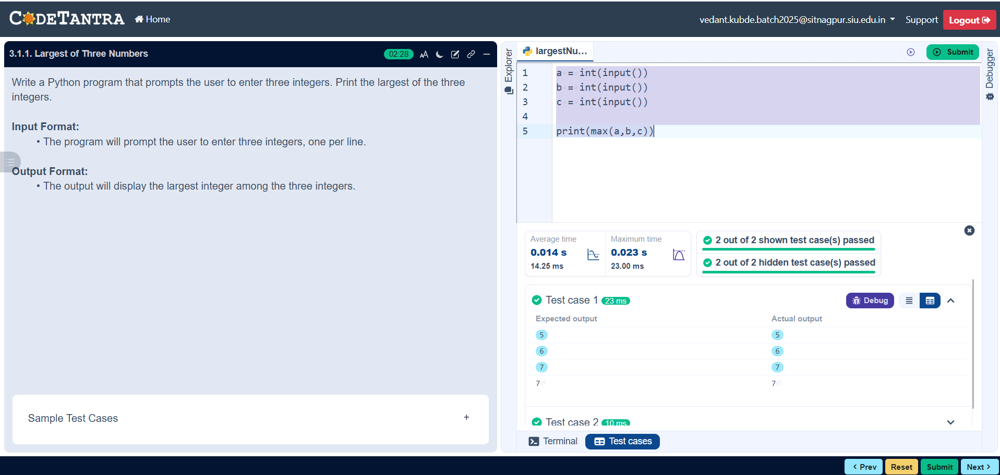 CODETANTRA Home
vedant.kubde.batch2025@sitnagpur.siu.edu.in Support Logout
3.1.1. Largest of Three Numbers 02:28 AA
Write a Python program that prompts the user to enter three integers. Print the largest of the three
integers.
Input Format:
• The program will prompt the user to enter three integers, one per line.
Output Format:
• The output will display the largest integer among the three integers.
Sample Test Cases +
Explorer
largestNu...
Submit
Debugger
1 a = int(input())
2 b = int(input())
3 c = int(input())
4
5 print(max(a,b,c))
Average time
0.014 s
14.25 ms
Maximum time
0.023 s
23.00 ms
2 out of 2 shown test case(s) passed
2 out of 2 hidden test case(s) passed
Test case 1 23 ms Debug
Expected output Actual output
5 5
6 6
7 7
7 7
Test case 2 10 ms
Terminal Test cases
< Prev Reset Submit Next >